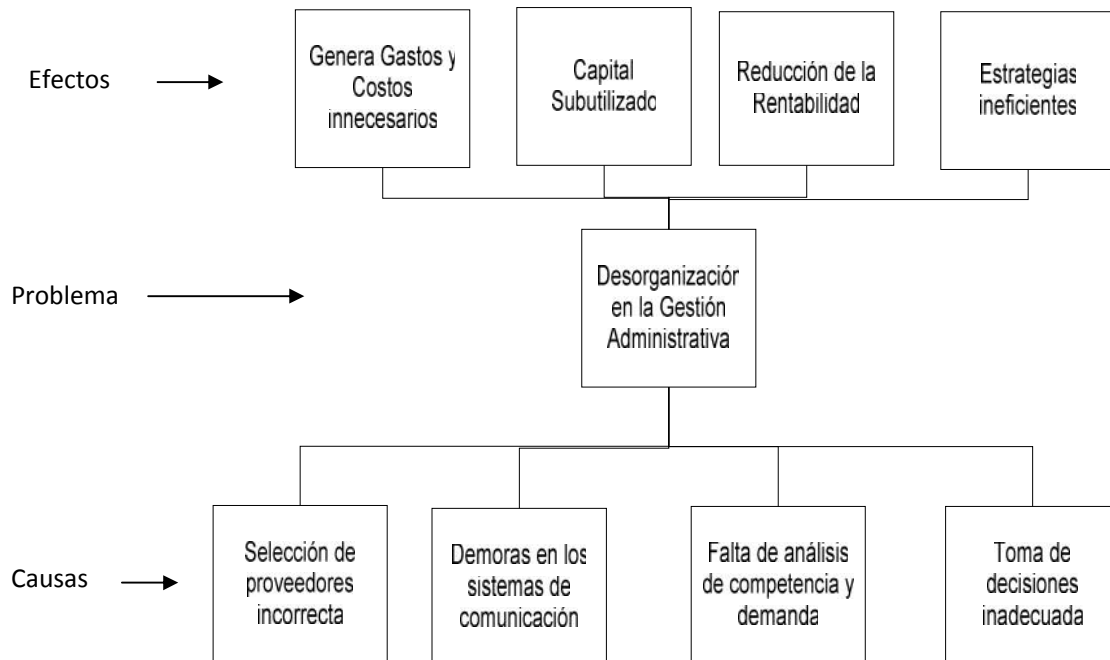 Efectos
Genera Gastos y
Costos
innecesarios
Capital
Subutilizado
Reducción de la
Rentabilidad
Estrategias
ineficientes
Problema
Desorganización
en la Gestión
Administrativa
Causas
Selección de
proveedores
incorrecta
Demoras en los
sistemas de
comunicación
Falta de análisis
de competencia y
demanda
Toma de
decisiones
inadecuada